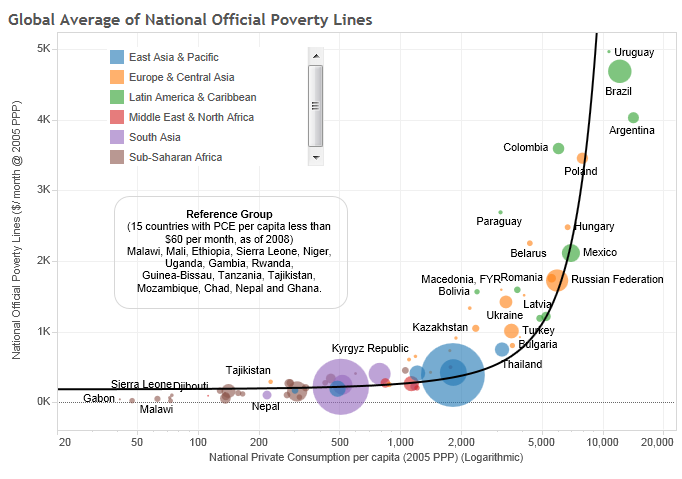 Global Average of National Official Poverty Lines
National Official Poverty Lines ($/ month @ 2005 PPP)
5K
4K
3K
2K
1K
0K
East Asia & Pacific
Europe & Central Asia
Latin America & Caribbean
Middle East & North Africa
South Asia
Sub-Saharan Africa
Reference Group
(15 countries with PCE per capita less than
$60 per month, as of 2008)
Malawi, Mali, Ethiopia, Sierra Leone, Niger,
Uganda, Gambia, Rwanda,
Guinea-Bissau, Tanzania, Tajikistan,
Mozambique, Chad, Nepal and Ghana.
Uruguay
Brazil
Argentina
Colombia
Poland
Paraguay
Hungary
Belarus
Mexico
Macedonia, FYR
Romania
Russian Federation
Bolivia
Latvia
Ukraine
Kazakhstan
Turkey
Bulgaria
Kyrgyz Republic
Thailand
Tajikistan
Sierra Leone
Djibouti
Gabon
Malawi
Nepal
20
50
100
200
500
1,000
2,000
5,000
10,000
20,000
National Private Consumption per capita (2005 PPP) (Logarithmic)